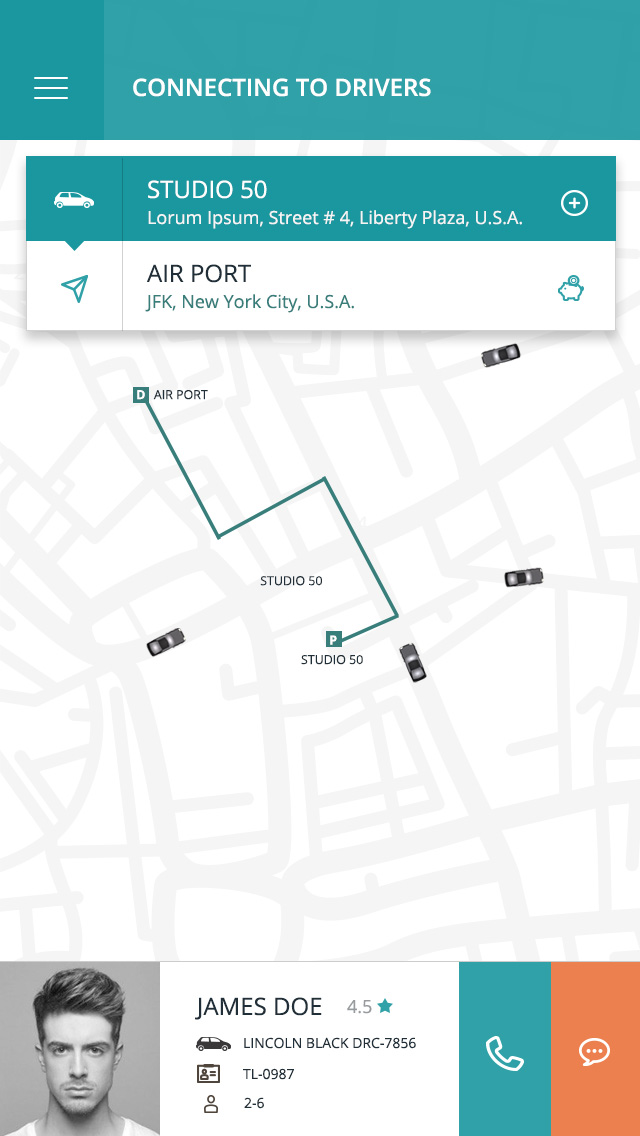 CONNECTING TO DRIVERS
STUDIO 50
Lorum Ipsum, Street # 4, Liberty Plaza, U.S.A.
AIR PORT
JFK, New York City, U.S.A.
D AIR PORT
STUDIO 50
P
STUDIO 50
JAMES DOE 4.5
LINCOLN BLACK DRC-7856
TL-0987
2-6